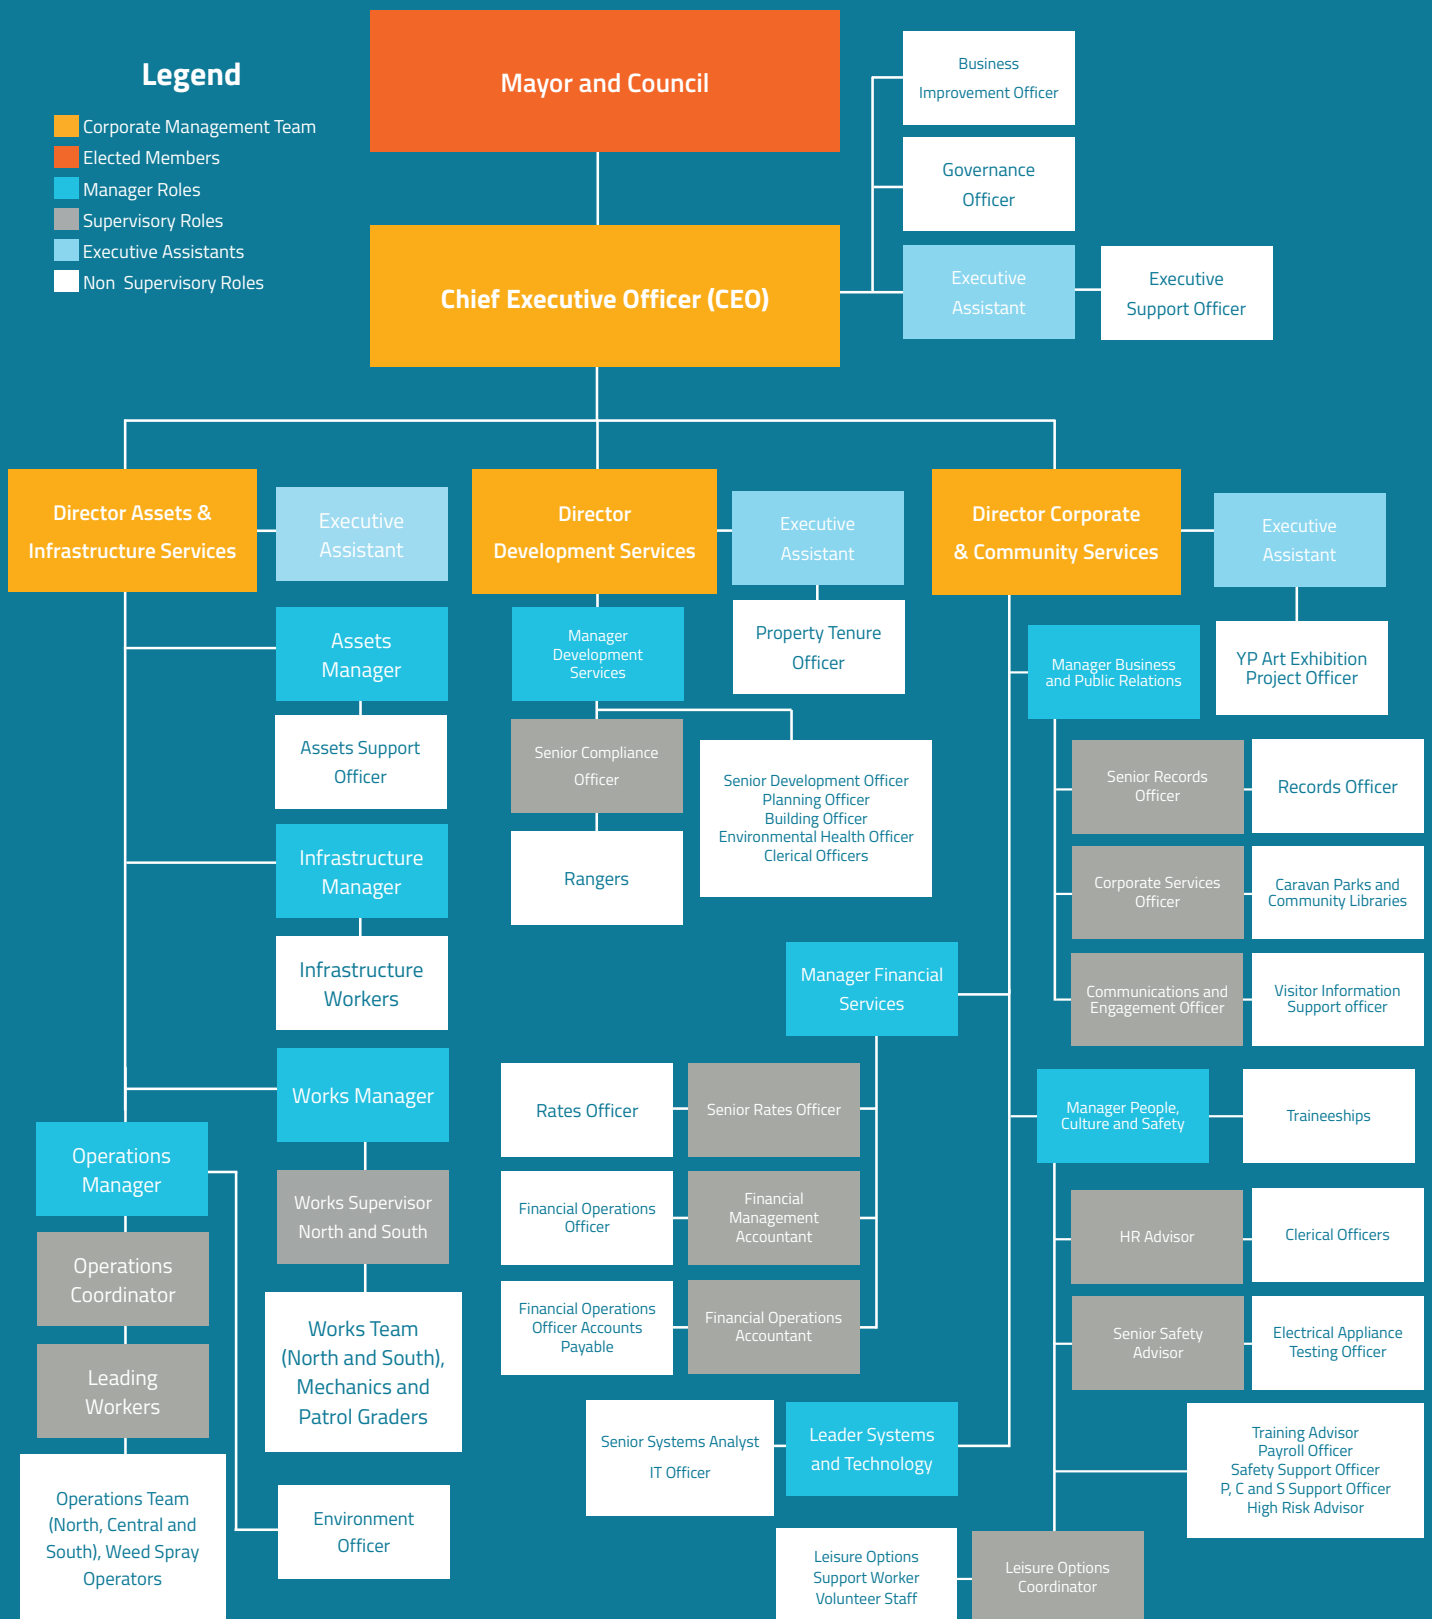 Legend
Corporate Management Team
Elected Members
Manager Roles
Supervisory Roles
Executive Assistants
Non  Supervisory Roles
Mayor and Council
Chief Executive Officer (CEO)
Business
Improvement Officer
Governance
Officer
Executive
Assistant
Executive
Support Officer
Director Assets &
Infrastructure Services
Executive
Assistant
Assets
Manager
Assets Support
Officer
Infrastructure
Manager
Infrastructure
Workers
Works Manager
Works Supervisor
North and South
Works Team
(North and South),
Mechanics and
Patrol Graders
Operations
Manager
Operations
Coordinator
Leading
Workers
Operations Team
(North, Central and
South), Weed Spray
Operators
Environment
Officer
Director
Development Services
Executive
Assistant
Property Tenure
Officer
Manager
Development
Services
Senior Compliance
Officer
Rangers
Senior Development Officer
Planning Officer
Building Officer
Environmental Health Officer
Clerical Officers
Director Corporate
& Community Services
Executive
Assistant
YP Art Exhibition
Project Officer
Manager Business
and Public Relations
Senior Records
Officer
Records Officer
Corporate Services
Officer
Caravan Parks and
Community Libraries
Communications and
Engagement Officer
Visitor Information
Support officer
Manager Financial
Services
Rates Officer
Senior Rates Officer
Financial Operations
Officer
Financial
Management
Accountant
Financial Operations
Officer Accounts
Payable
Financial Operations
Accountant
Manager People,
Culture and Safety
Traineeships
HR Advisor
Clerical Officers
Senior Safety
Advisor
Electrical Appliance
Testing Officer
Training Advisor
Payroll Officer
Safety Support Officer
P, C and S Support Officer
High Risk Advisor
Senior Systems Analyst
IT Officer
Leader Systems
and Technology
Leisure Options
Support Worker
Volunteer Staff
Leisure Options
Coordinator